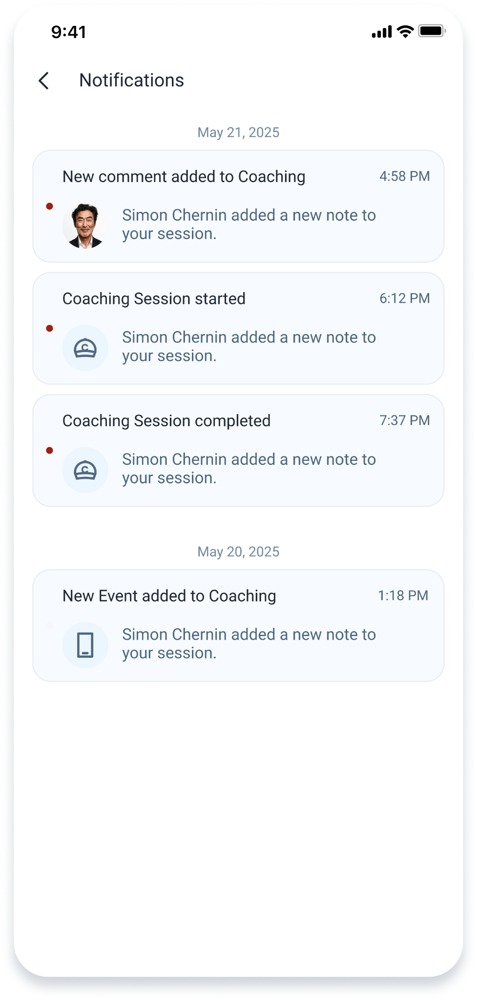 9:41
Notifications
May 21, 2025
New comment added to Coaching 4:58 PM
Simon Chernin added a new note to
your session.
Coaching Session started 6:12 PM
C
Simon Chernin added a new note to
your session.
Coaching Session completed 7:37 PM
C
Simon Chernin added a new note to
your session.
May 20, 2025
New Event added to Coaching 1:18 PM
Simon Chernin added a new note to
your session.